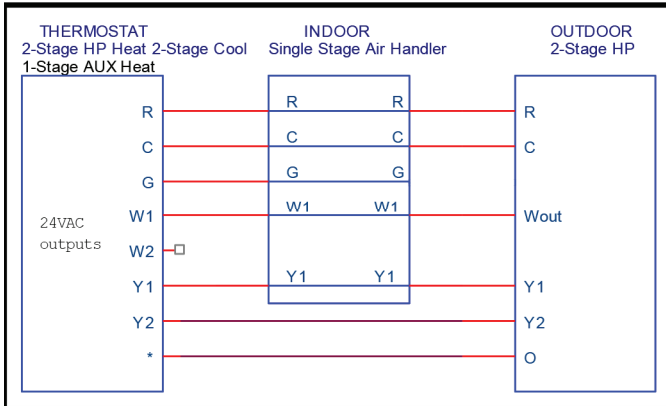 THERMOSTAT INDOOR OUTDOOR
2-Stage HP Heat 2-Stage Cool Single Stage Air Handler 2-Stage HP
1-Stage AUX Heat
R R R R
C C C C
G G G
W1 W1 W1 Wout
24VAC
outputs
W2
Y1 Y1 Y1 Y1
Y2 Y2
* O